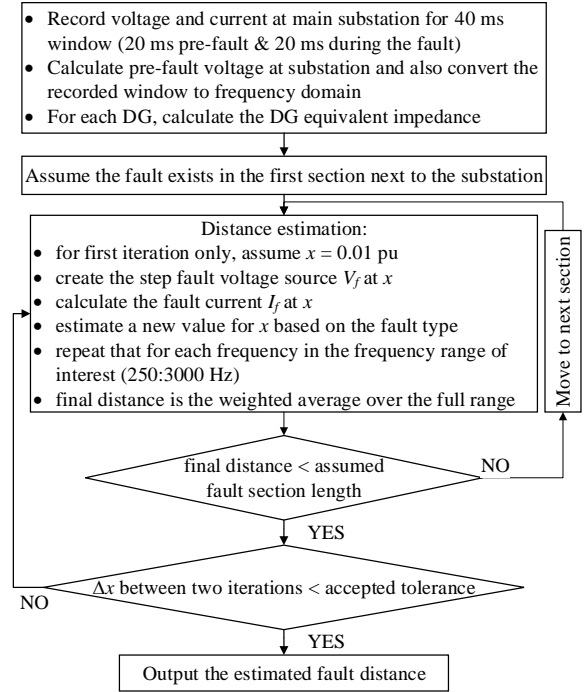 • Record voltage and current at main substation for 40 ms
window (20 ms pre-fault & 20 ms during the fault)
• Calculate pre-fault voltage at substation and also convert the
recorded window to frequency domain
• For each DG, calculate the DG equivalent impedance
Assume the fault exists in the first section next to the substation
Distance estimation:
• for first iteration only, assume x = 0.01 pu
• create the step fault voltage source Vf at x
• calculate the fault current If at x
• estimate a new value for x based on the fault type
• repeat that for each frequency in the frequency range of
interest (250:3000 Hz)
• final distance is the weighted average over the full range
Move to next section
final distance < assumed
fault section length
NO
YES
Δx between two iterations < accepted tolerance
NO
YES
Output the estimated fault distance